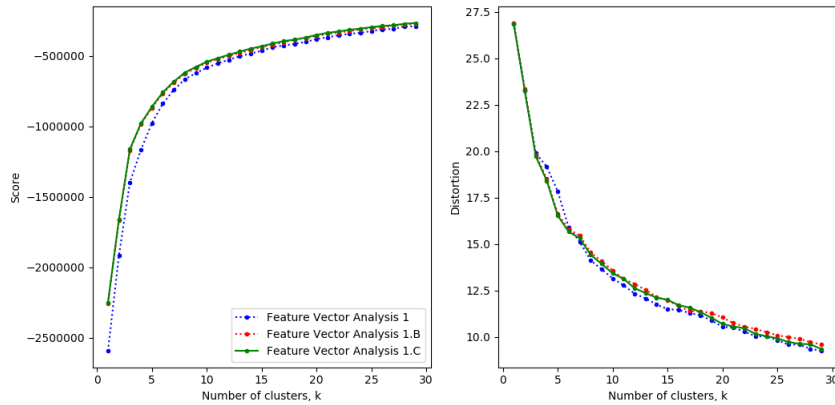 −500000
−1000000
−1500000
−2000000
−2500000
Score
0 5 10 15 20 25 30
Number of clusters, k
Feature Vector Analysis 1
Feature Vector Analysis 1.B
Feature Vector Analysis 1.C
27.5
25.0
22.5
20.0
17.5
15.0
12.5
10.0
Distortion
0 5 10 15 20 25 30
Number of clusters, k